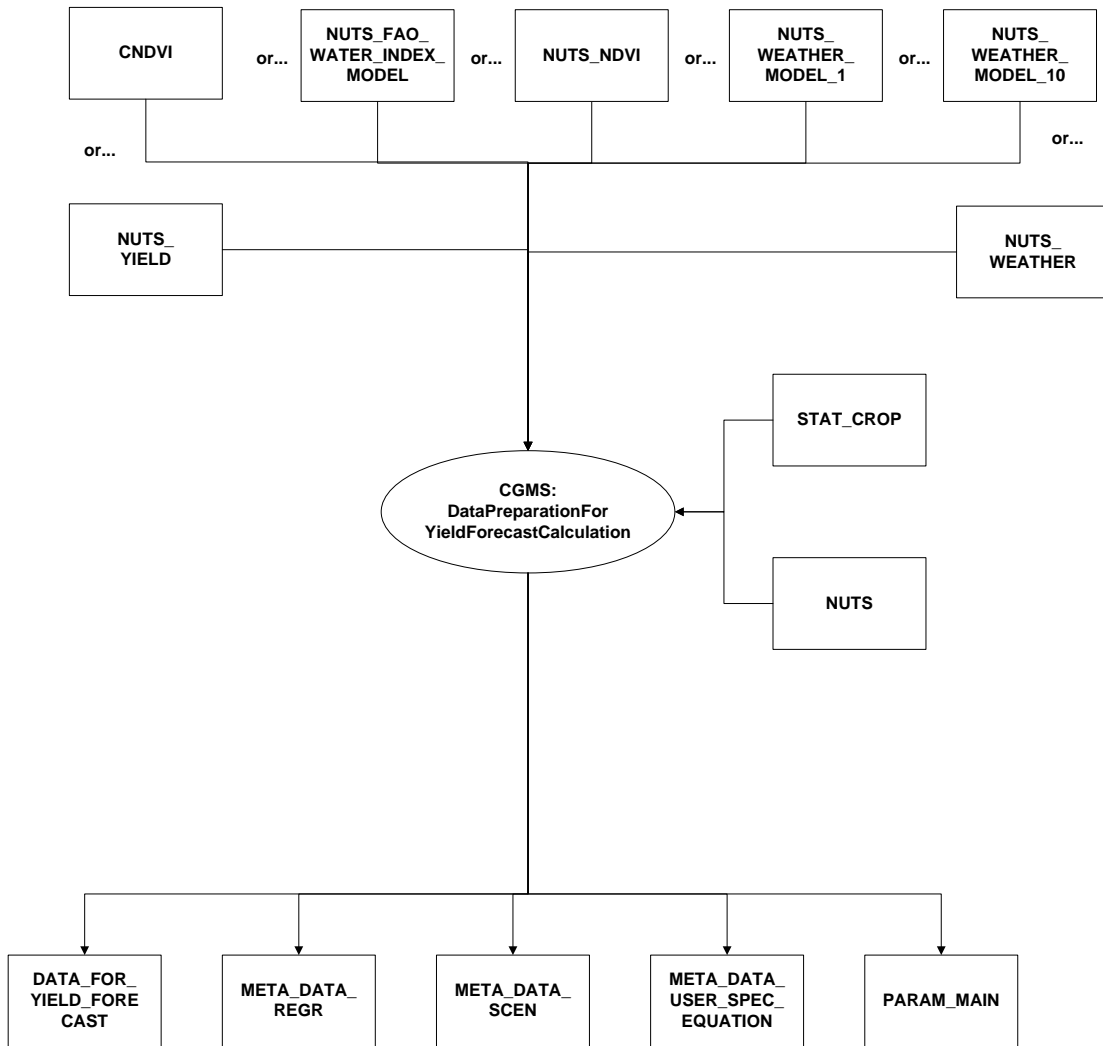 CNDVI
or...
NUTS_FAO_
WATER_INDEX_
MODEL
or...
NUTS_NDVI
or...
NUTS_
WEATHER_
MODEL_1
or...
NUTS_
WEATHER_
MODEL_10
or...
or...
NUTS_
YIELD
NUTS_
WEATHER
STAT_CROP
CGMS:
DataPreparationFor
YieldForecastCalculation
NUTS
DATA_FOR_
YIELD_FORE
CAST
META_DATA_
REGR
META_DATA_
SCEN
META_DATA_
USER_SPEC_
EQUATION
PARAM_MAIN